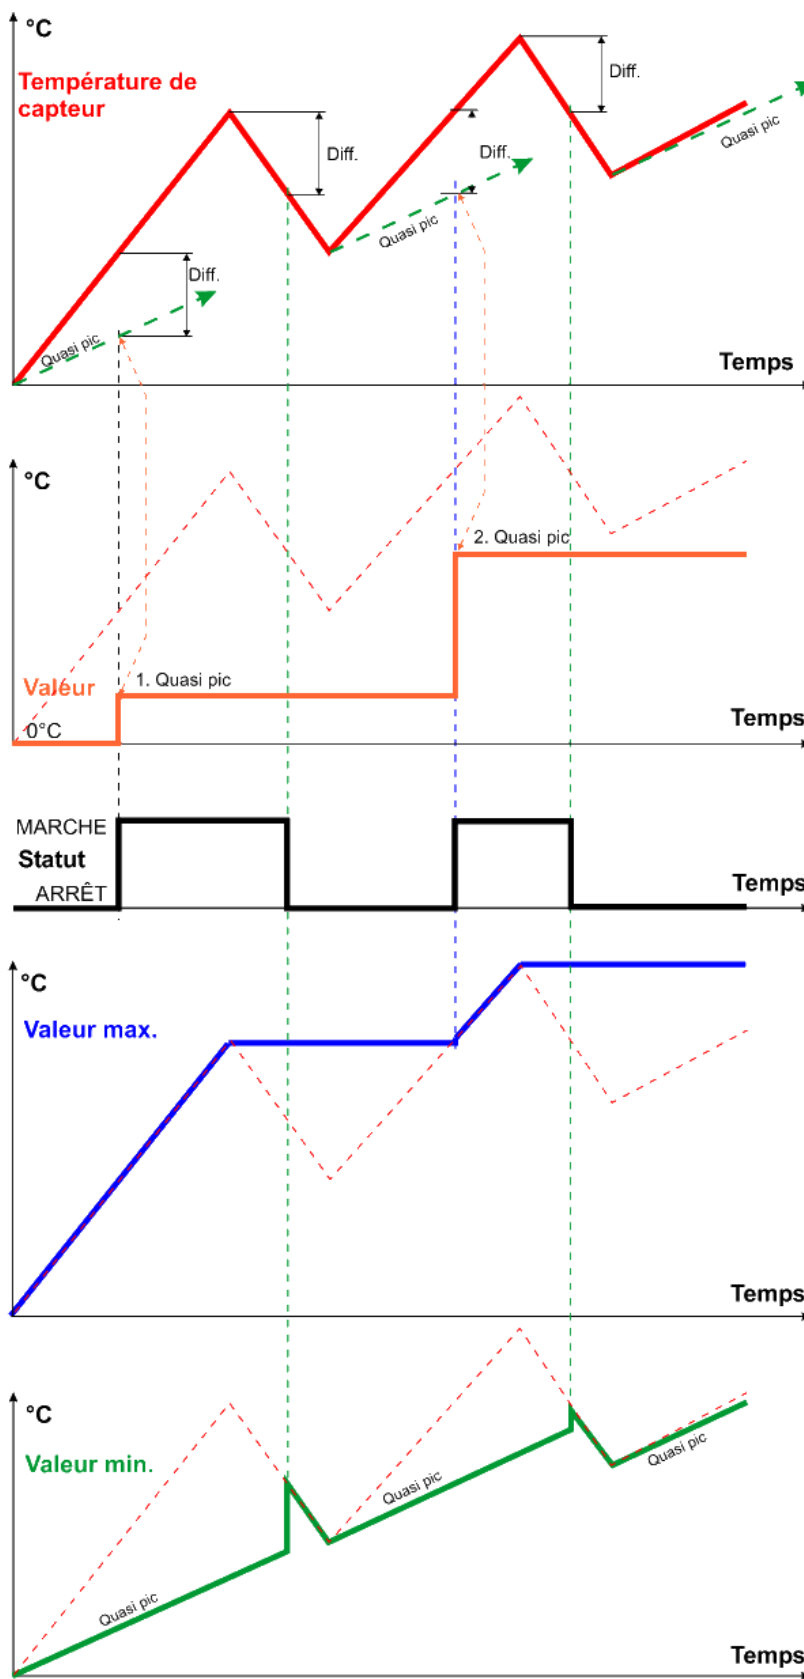 °C
Température de
capteur
Diff.
Diff.
Diff.
Diff.
Quasi pic
Quasi pic
Quasi pic
Temps
°C
2. Quasi pic
Valeur
1. Quasi pic
0°C
Temps
MARCHE
Statut
ARRÊT
Temps
°C
Valeur max.
Temps
°C
Valeur min.
Quasi pic
Quasi pic
Quasi pic
Temps